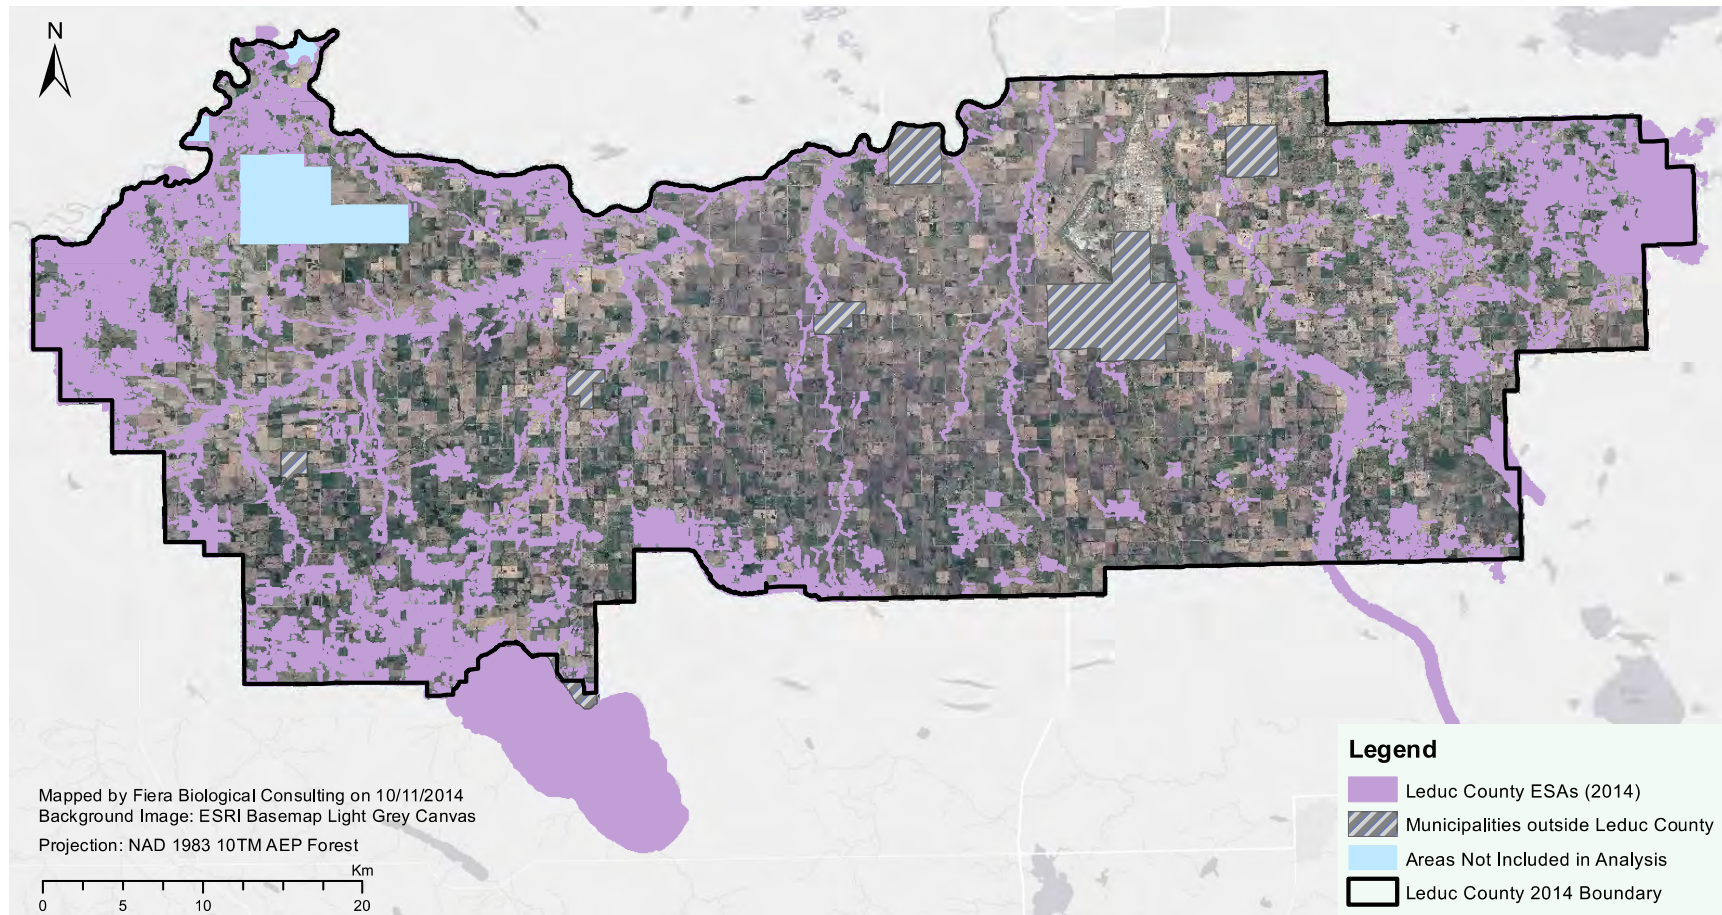 N
Mapped by Fiera Biological Consulting on 10/11/2014
Background Image: ESRI Basemap Light Grey Canvas
Projection: NAD 1983 10TM AEP Forest
Km
0 5 10 20
Legend
Leduc County ESAs (2014)
Municipalities outside Leduc County
Areas Not Included in Analysis
Leduc County 2014 Boundary